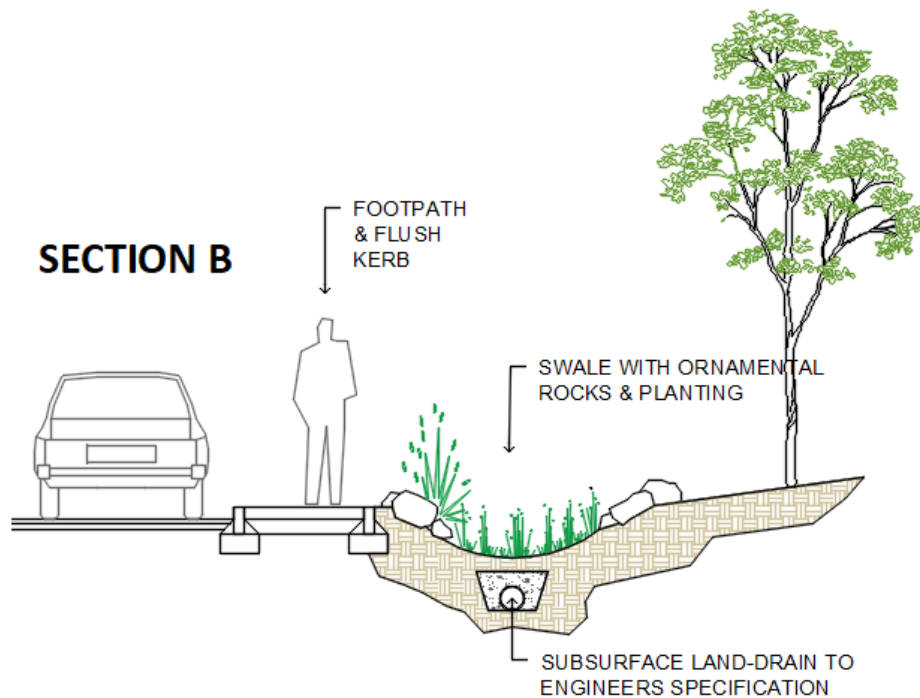 FOOTPATH
& FLUSH
KERB
SECTION B
SWALE WITH ORNAMENTAL
ROCKS & PLANTING
SUBSURFACE LAND-DRAIN TO
ENGINEERS SPECIFICATION